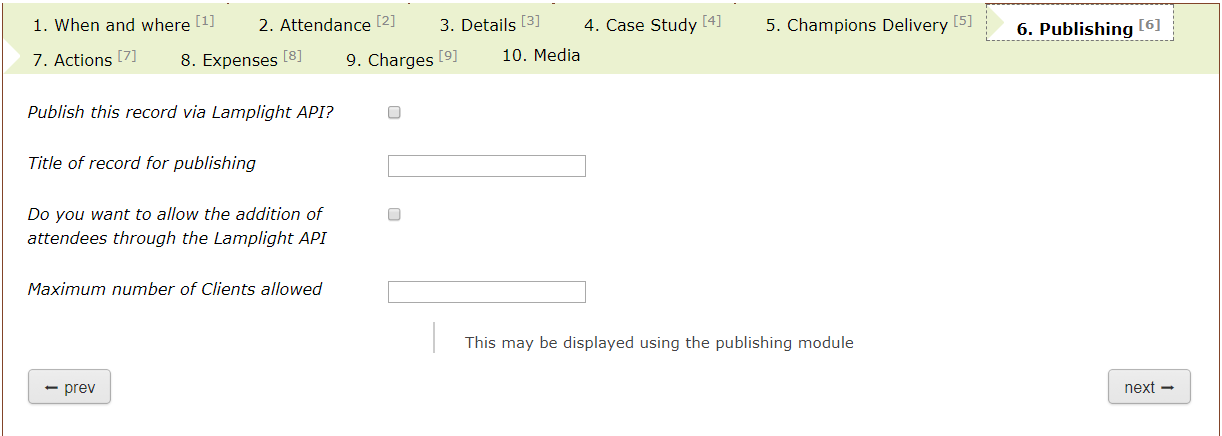 1. When and where [1] 2. Attendance [2] 3. Details [3] 4. Case Study [4] 5. Champions Delivery [5] 6. Publishing [6]
7. Actions [7] 8. Expenses [8] 9. Charges [9] 10. Media
Publish this record via Lamplight API?
Title of record for publishing
Do you want to allow the addition of
attendees through the Lamplight API
Maximum number of Clients allowed
This may be displayed using the publishing module
← prev next →